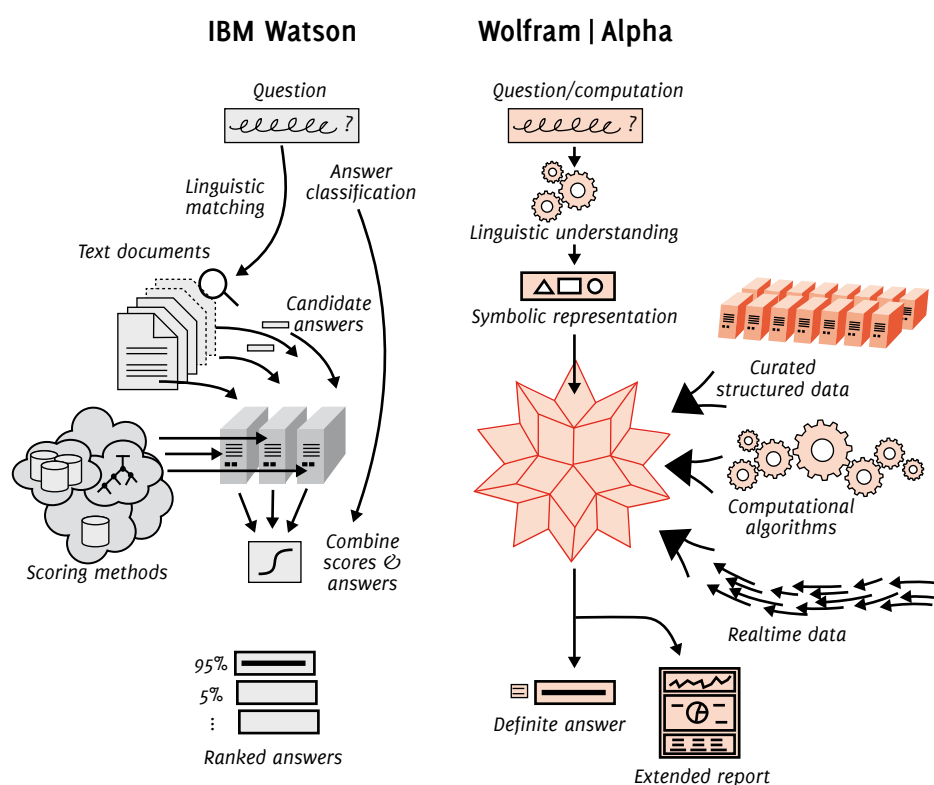 IBM Watson
Question
?
Linguistic
matching
Answer
classification
Text documents
Candidate
answers
Scoring methods
Combine
scores &
answers
95%
5%
⋮
Ranked answers
Wolfram | Alpha
Question/computation
?
Linguistic understanding
Symbolic representation
Curated
structured data
Computational
algorithms
Realtime data
Definite answer
Extended report